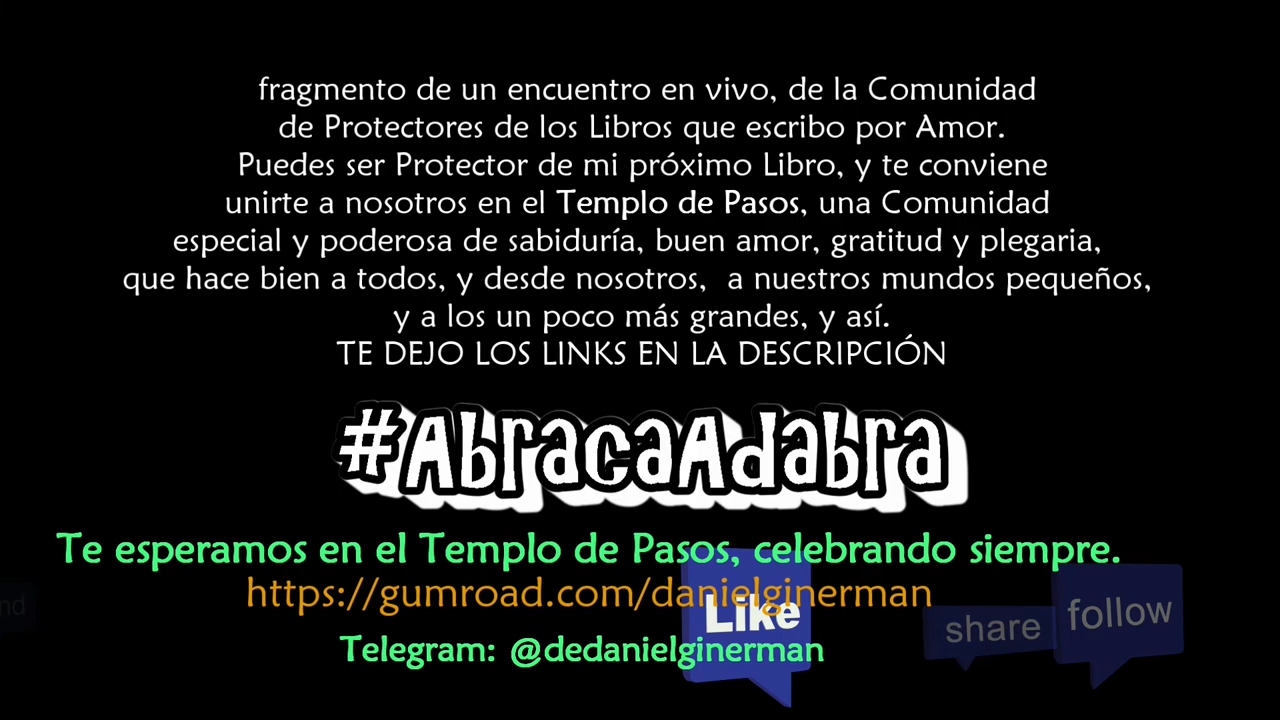 fragmento de un encuentro en vivo, de la Comunidad
de Protectores de los Libros que escribo por Amor.
Puedes ser Protector de mi próximo Libro, y te conviene
unirte a nosotros en el Templo de Pasos, una Comunidad
especial y poderosa de sabiduría, buen amor, gratitud y plegaria,
que hace bien a todos, y desde nosotros, a nuestros mundos pequeños,
y a los un poco más grandes, y así.
TE DEJO LOS LINKS EN LA DESCRIPCIÓN
#AbracaAdabra
Te esperamos en el Templo de Pasos, celebrando siempre.
https://gumroad.com/danielginerman
Like
share
follow
Telegram: @dedanielginerman